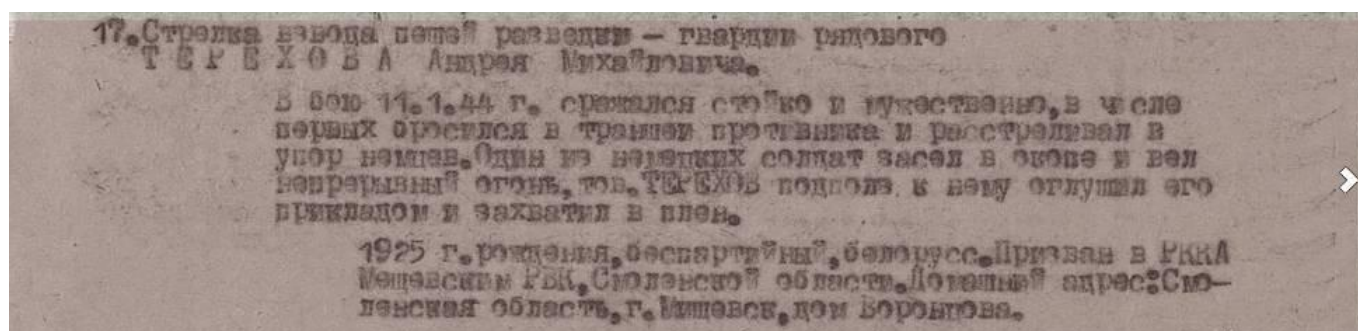 17.Стрелка взвода пешей разведки – гвардии рядового
Т Е Р Е Х О В А Андрея Михайловича.
В бою 11.1.44 г. сражался стойко и мужественно,в числе
первых бросился в траншеи противника и расстреливал в
упор немцев.Один из немецких солдат засел в окопе и вел
непрерывный огонь,тов.ТЕРЕХОВ подполз к нему оглушил его
прикладом и захватил в плен.
1925 г.рождения,беспартийный,белорусс.Призван в РККА
Мещевским РВК,Смоленской области.Домашний адрес:Смо-
ленская область,г.Мищевск,дом Воронцова.